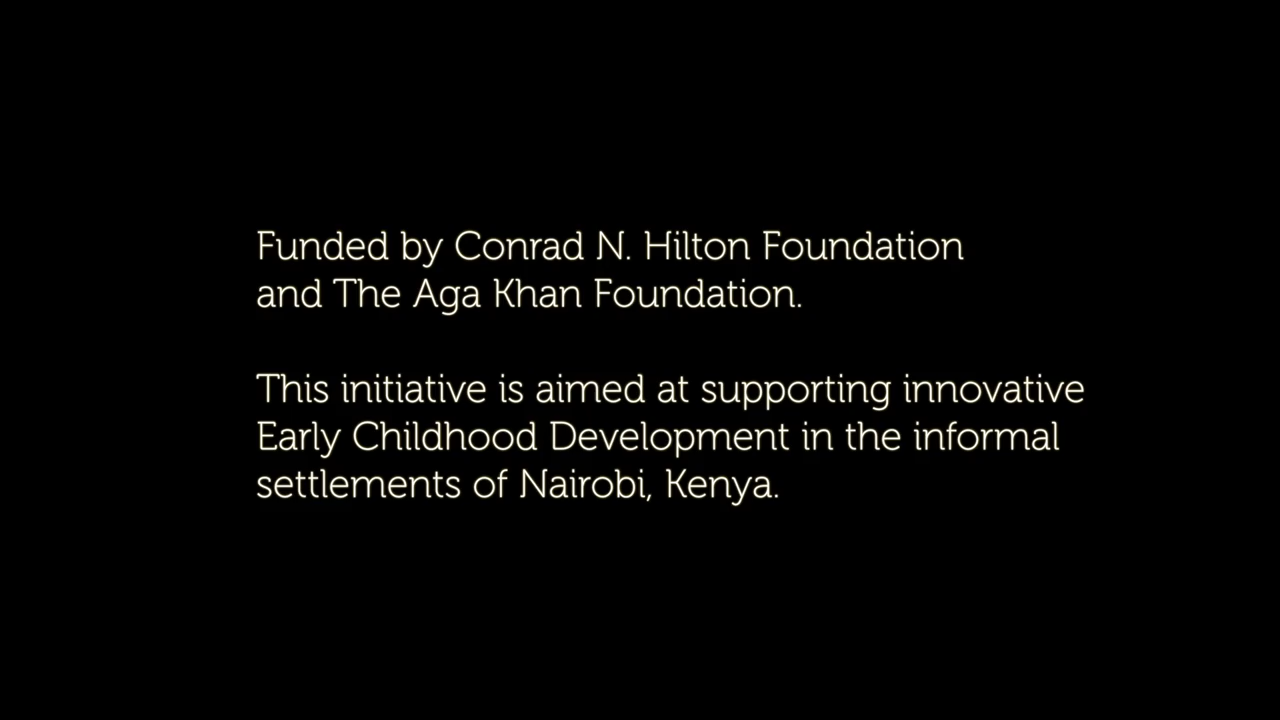 Funded by Conrad N. Hilton Foundation
and The Aga Khan Foundation.
This initiative is aimed at supporting innovative
Early Childhood Development in the informal
settlements of Nairobi, Kenya.